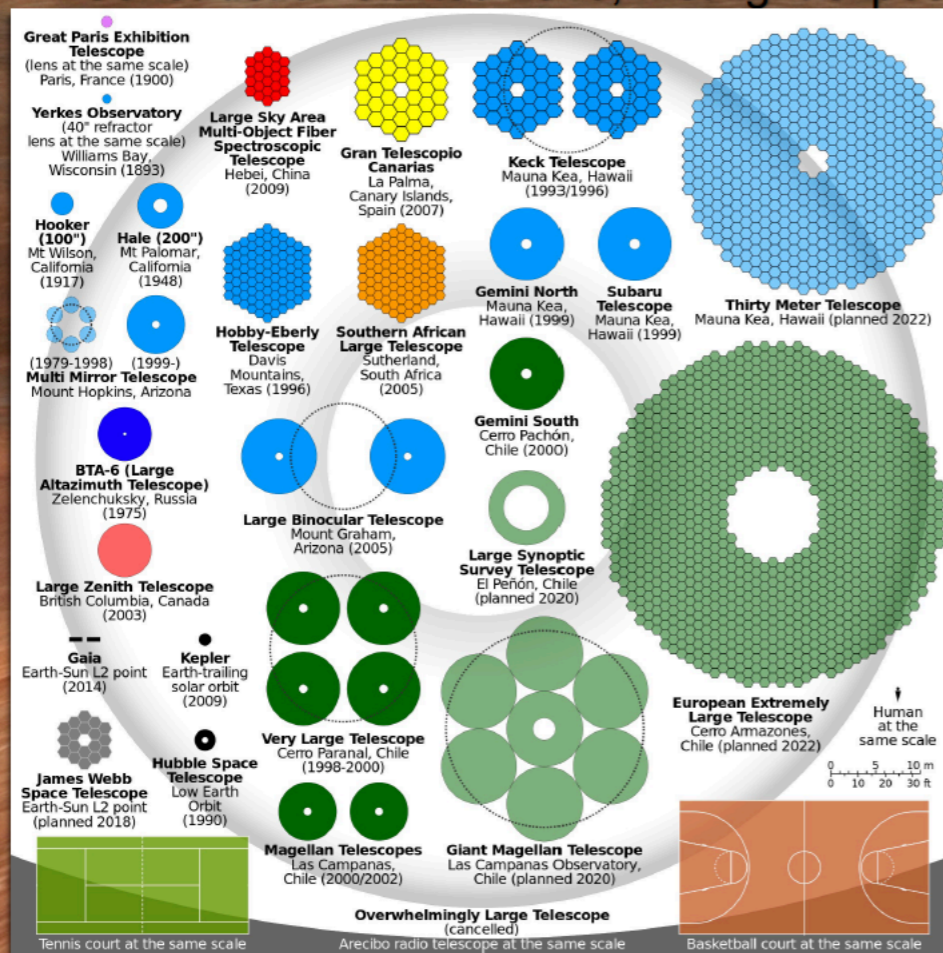 Great Paris Exhibition
Telescope
(lens at the same scale)
Paris, France (1900)
Yerkes Observatory
(40" refractor
lens at the same scale)
Williams Bay,
Wisconsin (1893)
Hooker
(100")
Mt Wilson,
California
(1917)
Hale (200")
Mt Palomar,
California
(1948)
(1979-1998)
(1999-)
Multi Mirror Telescope
Mount Hopkins, Arizona
BTA-6 (Large
Altazimuth Telescope)
Zelenchuksky, Russia
(1975)
Large Zenith Telescope
British Columbia, Canada
(2003)
Gaia
Earth-Sun L2 point
(2014)
Kepler
Earth-trailing
solar orbit
(2009)
James Webb
Space Telescope
Earth-Sun L2 point
(planned 2018)
Hubble Space
Telescope
Low Earth
Orbit
(1990)
Large Sky Area
Multi-Object Fiber
Spectroscopic
Telescope
Hebei, China
(2009)
Gran Telescopio
Canarias
La Palma,
Canary Islands,
Spain (2007)
Keck Telescope
Mauna Kea, Hawaii
(1993/1996)
Hobby-Eberly
Telescope
Davis
Mountains,
Texas (1996)
Southern African
Large Telescope
Sutherland,
South Africa
(2005)
Gemini North
Mauna Kea,
Hawaii (1999)
Subaru
Telescope
Mauna Kea,
Hawaii (1999)
Thirty Meter Telescope
Mauna Kea, Hawaii (planned 2022)
Gemini South
Cerro Pachón,
Chile (2000)
Large Binocular Telescope
Mount Graham,
Arizona (2005)
Large Synoptic
Survey Telescope
El Peñón, Chile
(planned 2020)
Very Large Telescope
Cerro Paranal, Chile
(1998-2000)
Magellan Telescopes
Las Campanas,
Chile (2000/2002)
Giant Magellan Telescope
Las Campanas Observatory,
Chile (planned 2020)
European Extremely
Large Telescope
Cerro Armazones,
Chile (planned 2022)
Human
at the
same scale
0 5 10 m
0 10 20 30 ft
Overwhelmingly Large Telescope
(cancelled)
Tennis court at the same scale
Arecibo radio telescope at the same scale
Basketball court at the same scale